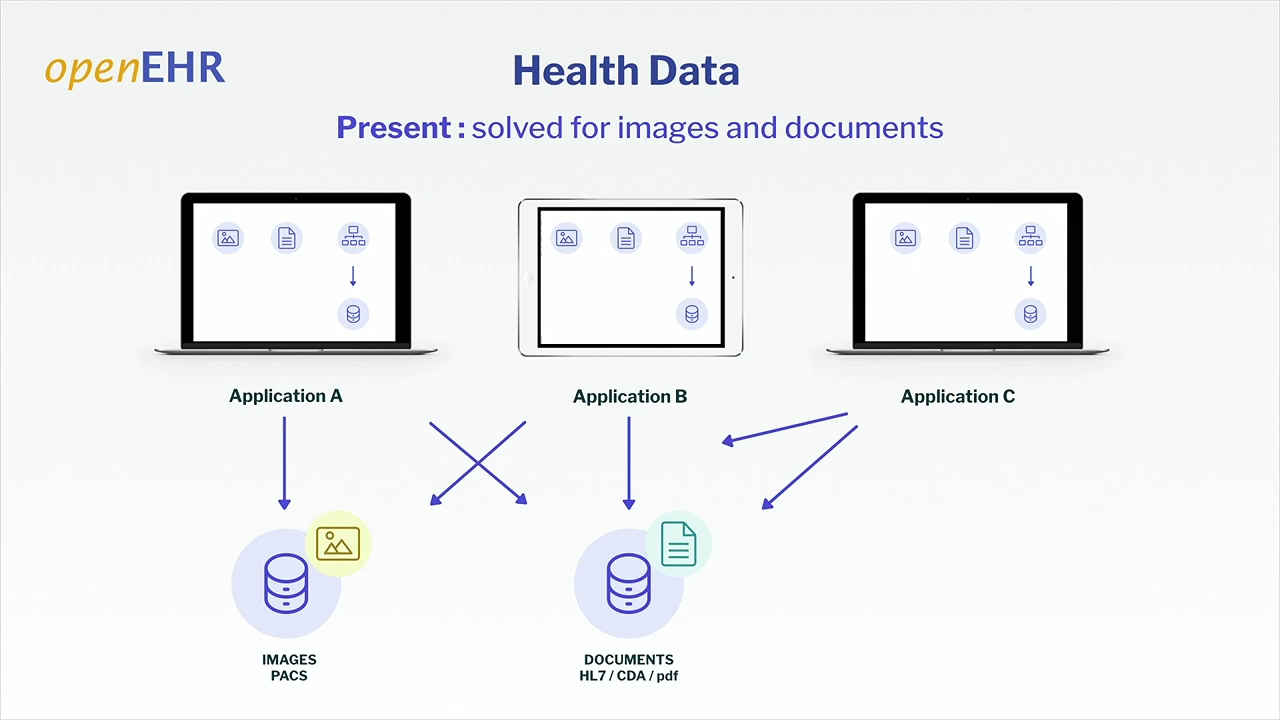 openEHR
Health Data
Present : solved for images and documents
Application A
Application B
Application C
IMAGES
PACS
DOCUMENTS
HL7 / CDA / pdf